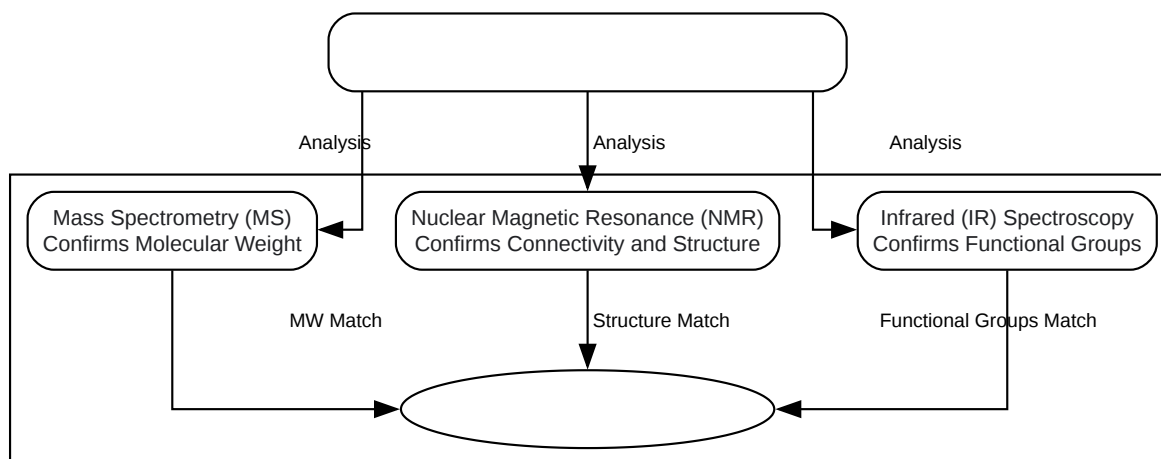 Analysis
Analysis
Analysis
Mass Spectrometry (MS)
Confirms Molecular Weight
Nuclear Magnetic Resonance (NMR)
Confirms Connectivity and Structure
Infrared (IR) Spectroscopy
Confirms Functional Groups
MW Match
Structure Match
Functional Groups Match